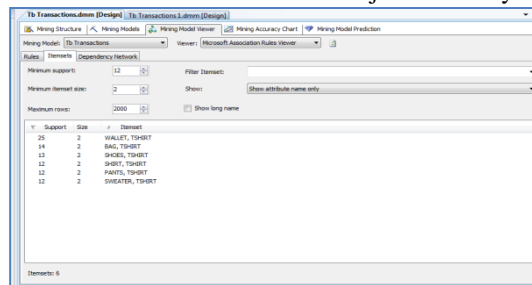 Tb Transactions.dmm [Design] Tb Transactions 1.dmm [Design]
Mining Structure Mining Models Mining Model Viewer Mining Accuracy Chart Mining Model Prediction
Mining Model: Tb Transactions Viewer: Microsoft Association Rules Viewer
Rules Itemsets Dependency Network
Minimum support: 12 Filter Itemset:
Minimum itemset size: 2 Show: Show attribute name only
Maximum rows: 2000 Show long name
Support Size Itemset
25 2 WALLET, TSHIRT
14 2 BAG, TSHIRT
13 2 SHOES, TSHIRT
12 2 SHIRT, TSHIRT
12 2 PANTS, TSHIRT
12 2 SWEATER, TSHIRT
Itemsets: 6